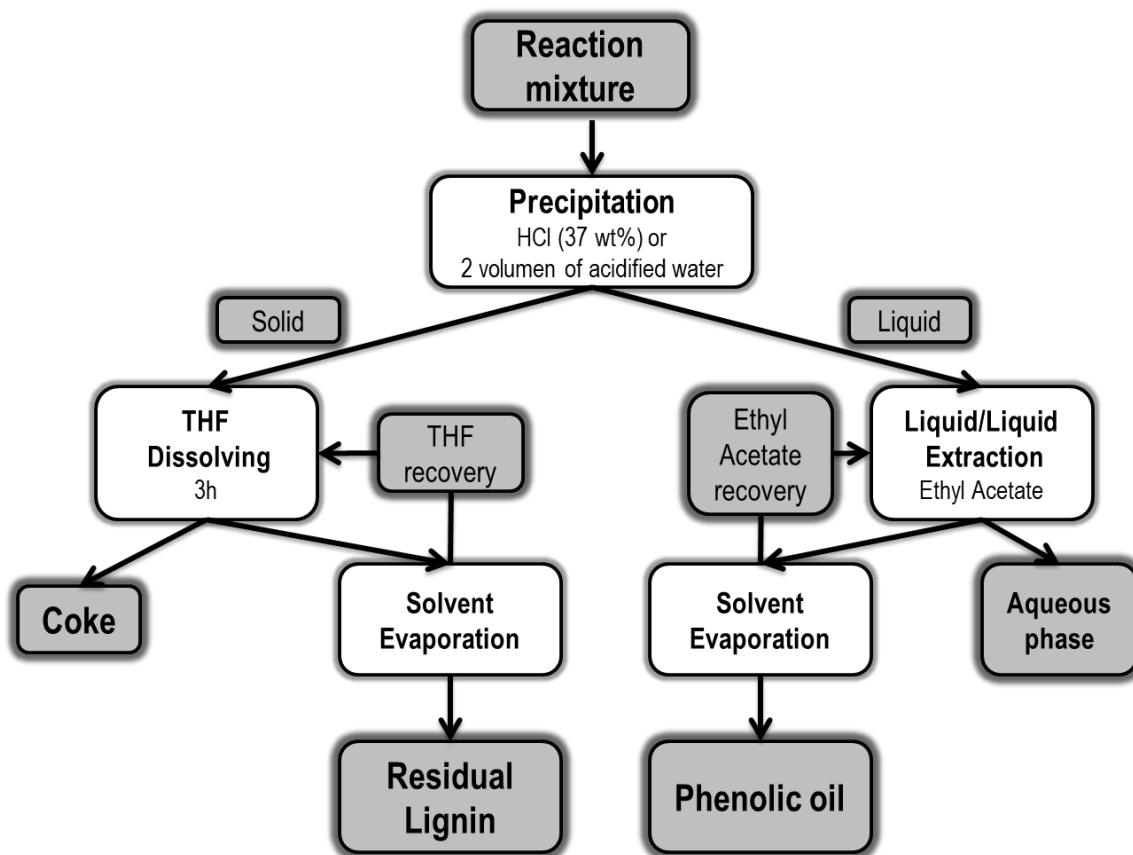 Reaction
mixture
Precipitation
HCl (37 wt%) or
2 volumen of acidified water
Solid
Liquid
THF
Dissolving
3h
THF
recovery
Ethyl
Acetate
recovery
Liquid/Liquid
Extraction
Ethyl Acetate
Coke
Solvent
Evaporation
Solvent
Evaporation
Aqueous
phase
Residual
Lignin
Phenolic oil